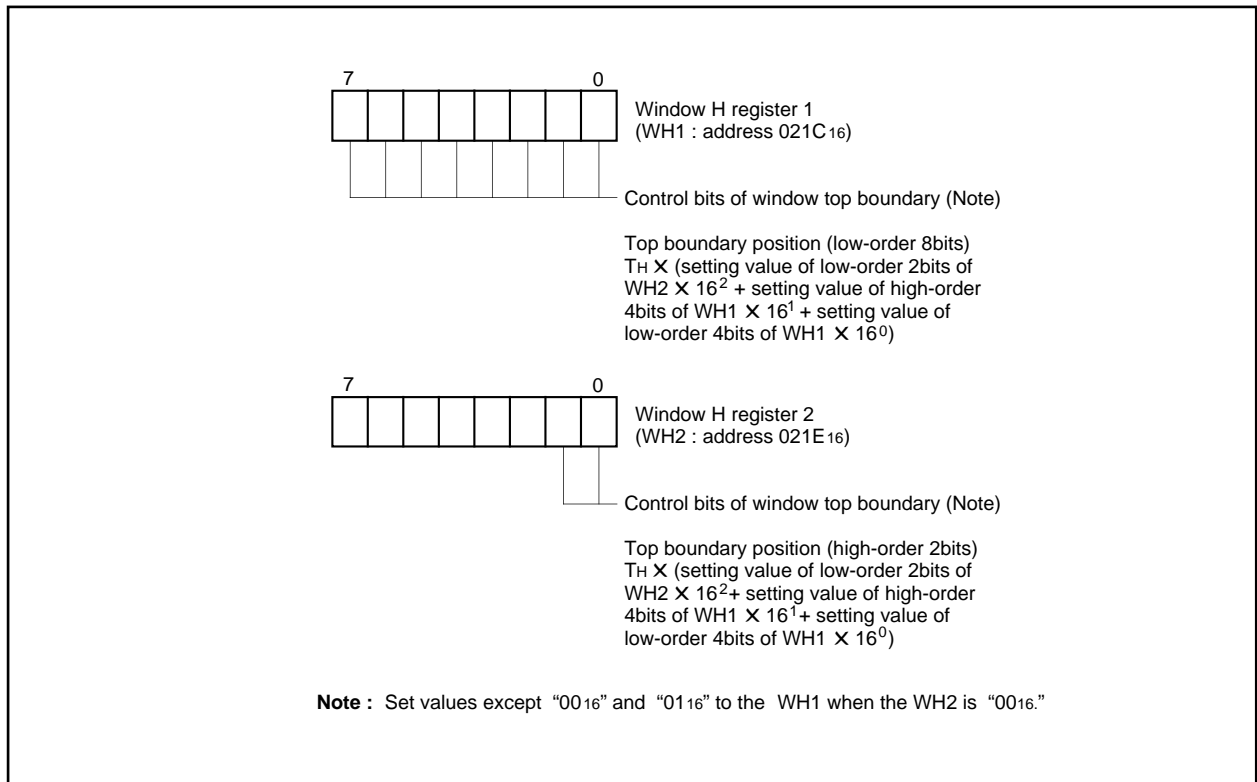 7 0
Window H register 1
(WH1 : address 021C16)
Control bits of window top boundary (Note)
Top boundary position (low-order 8bits)
TH × (setting value of low-order 2bits of
WH2 × 16² + setting value of high-order
4bits of WH1 × 16¹ + setting value of
low-order 4bits of WH1 × 16⁰)
7 0
Window H register 2
(WH2 : address 021E16)
Control bits of window top boundary (Note)
Top boundary position (high-order 2bits)
TH × (setting value of low-order 2bits of
WH2 × 16²+ setting value of high-order
4bits of WH1 × 16¹+ setting value of
low-order 4bits of WH1 × 16⁰)
Note : Set values except “0016” and “0116” to the WH1 when the WH2 is “0016.”